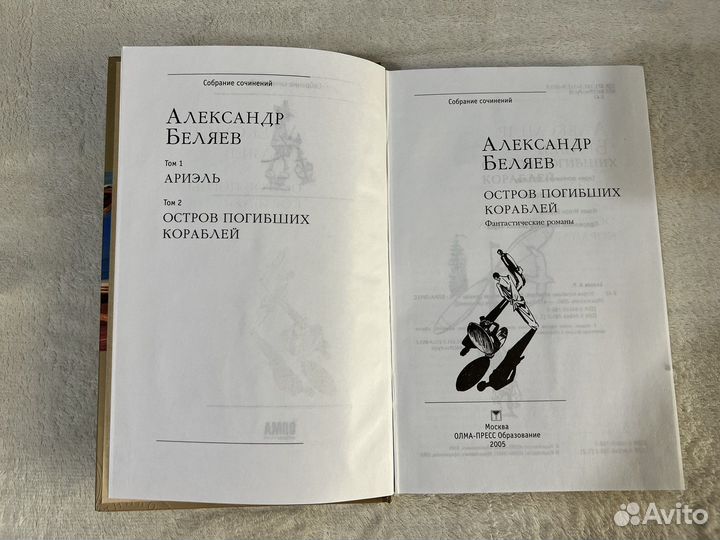 Собрание сочинений
АЛЕКСАНДР
БЕЛЯЕВ
Том 1
АРИЭЛЬ
Том 2
ОСТРОВ ПОГИБШИХ
КОРАБЛЕЙ
Собрание сочинений
АЛЕКСАНДР
БЕЛЯЕВ
ОСТРОВ ПОГИБШИХ
КОРАБЛЕЙ
Фантастические романы
Москва
ОЛМА-ПРЕСС Образование
2005
Avito